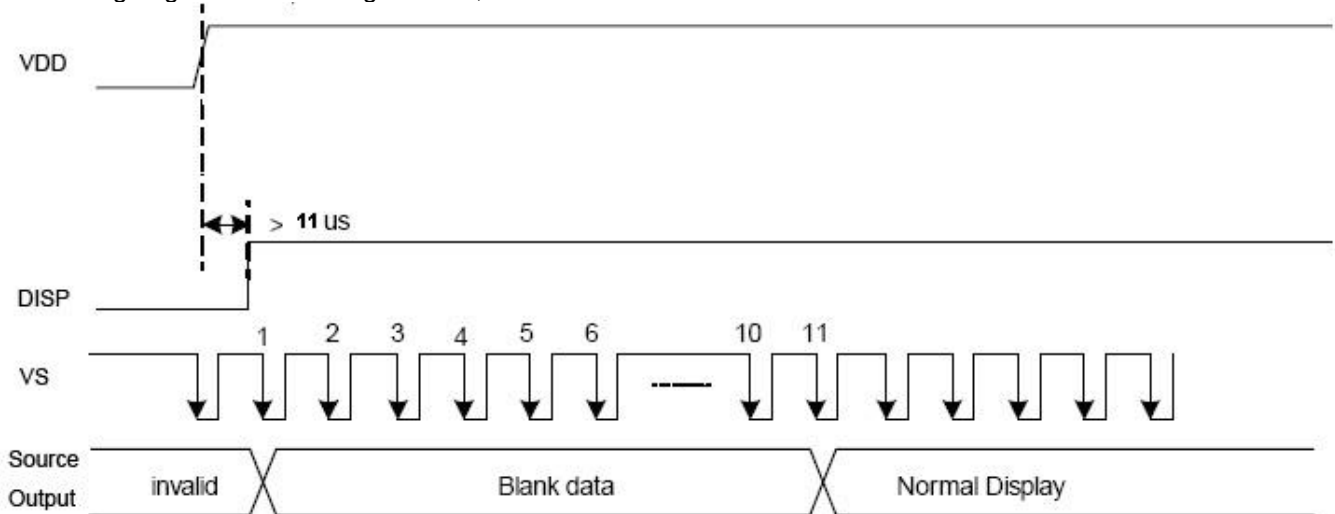 VDD
> 11 us
DISP
1 2 3 4 5 6 10 11
VS
Source
Output
invalid
Blank data
Normal Display